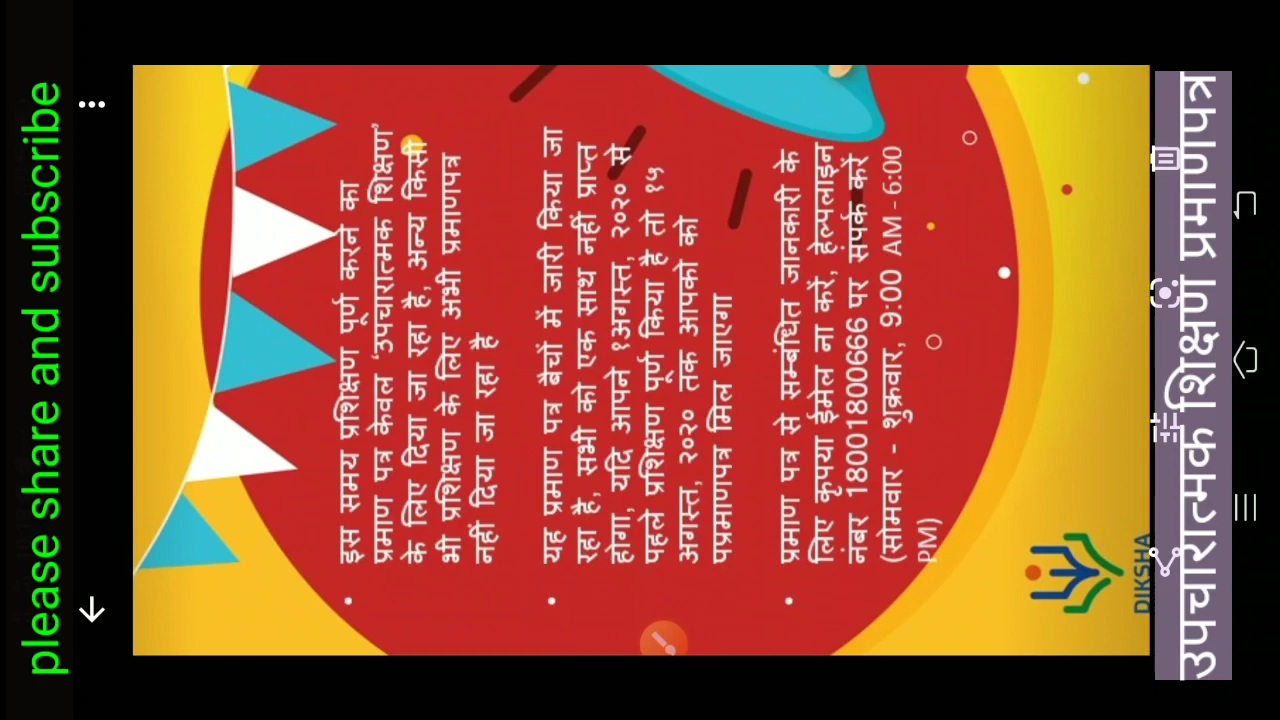 please share and subscribe
इस समय प्रशिक्षण पूर्ण करने का
प्रमाण पत्र केवल ‘उपचारात्मक शिक्षण’
के लिए दिया जा रहा है, अन्य किसी
भी प्रशिक्षण के लिए अभी प्रमाणपत्र
नहीं दिया जा रहा है
यह प्रमाण पत्र बैचों में जारी किया जा
रहा है, सभी को एक साथ नहीं प्राप्त
होगा, यदि आपने १अगस्त, २०२० से
पहले प्रशिक्षण पूर्ण किया है तो १५
अगस्त, २०२० तक आपको को
पप्रमाणपत्र मिल जाएगा
प्रमाण पत्र से सम्बंधित जानकारी के
लिए कृपया ईमेल ना करें, हेल्पलाइन
नंबर 18001800666 पर संपर्क करें
(सोमवार - शुक्रवार, 9:00 AM - 6:00
PM)
DIKSHA
उपचारात्मक शिक्षण प्रमाणपत्र